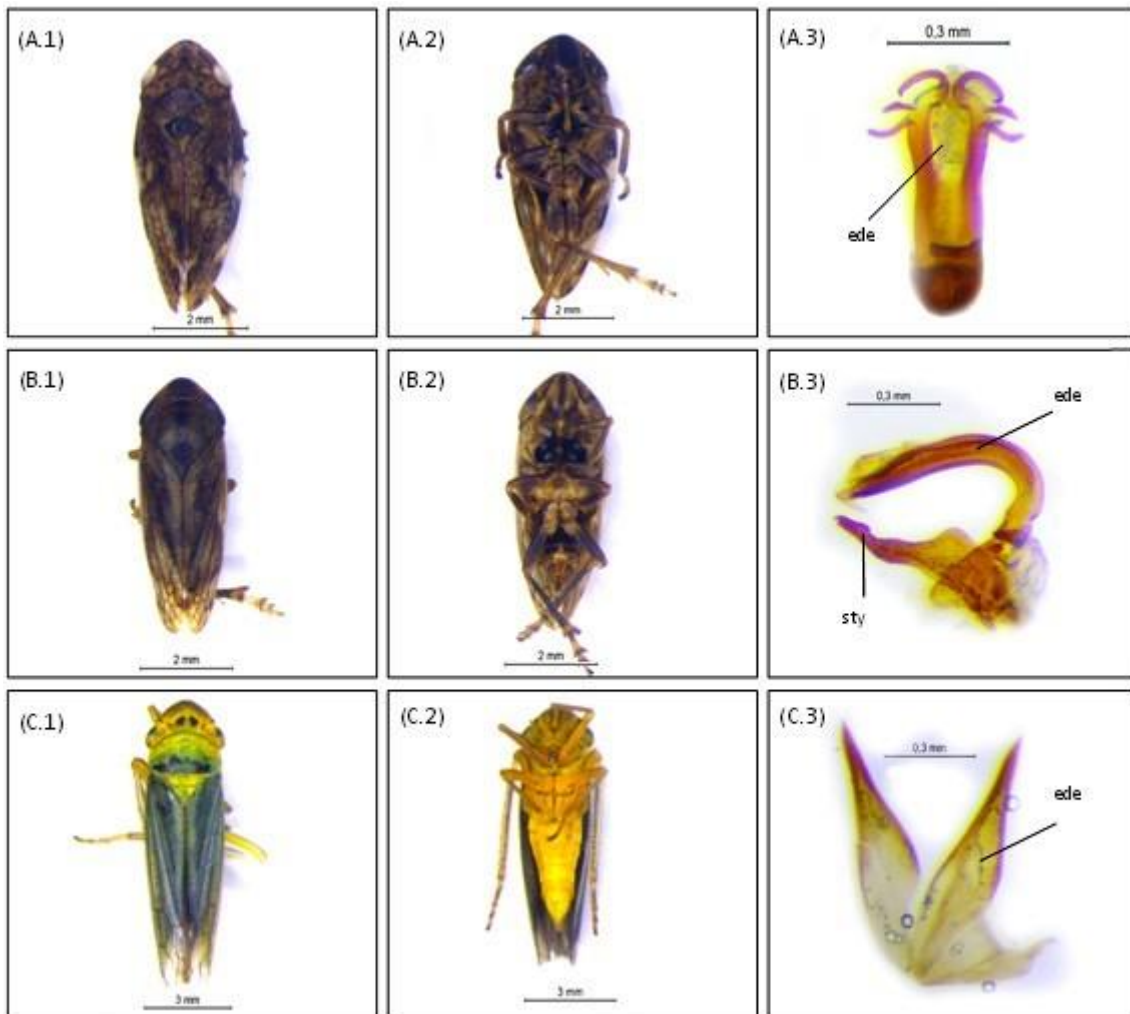 (A.1)
2 mm
(A.2)
2 mm
(A.3)
0,3 mm
ede
(B.1)
2 mm
(B.2)
2 mm
(B.3)
0,3 mm
ede
sty
(C.1)
3 mm
(C.2)
3 mm
(C.3)
0,3 mm
ede